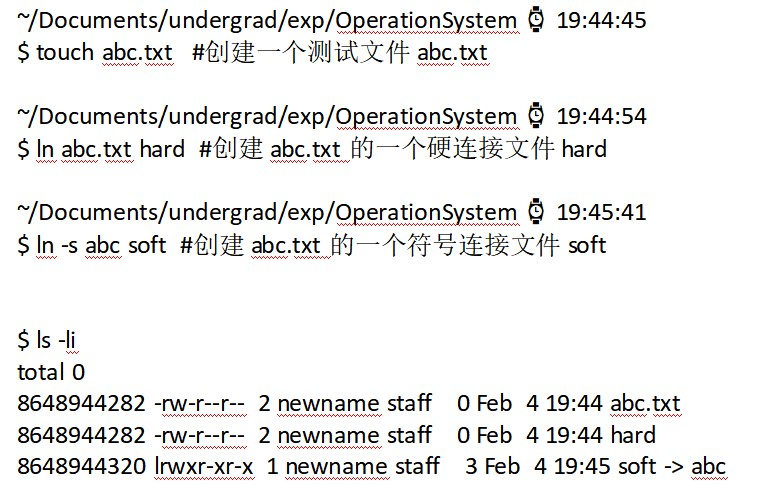 ~/Documents/undergrad/exp/OperationSystem ⌚ 19:44:45
$ touch abc.txt #创建一个测试文件 abc.txt
~/Documents/undergrad/exp/OperationSystem ⌚ 19:44:54
$ ln abc.txt hard #创建 abc.txt 的一个硬连接文件 hard
~/Documents/undergrad/exp/OperationSystem ⌚ 19:45:41
$ ln -s abc soft #创建 abc.txt 的一个符号连接文件 soft
$ ls -li
total 0
8648944282 -rw-r--r-- 2 newname staff 0 Feb 4 19:44 abc.txt
8648944282 -rw-r--r-- 2 newname staff 0 Feb 4 19:44 hard
8648944320 lrwxr-xr-x 1 newname staff 3 Feb 4 19:45 soft -> abc